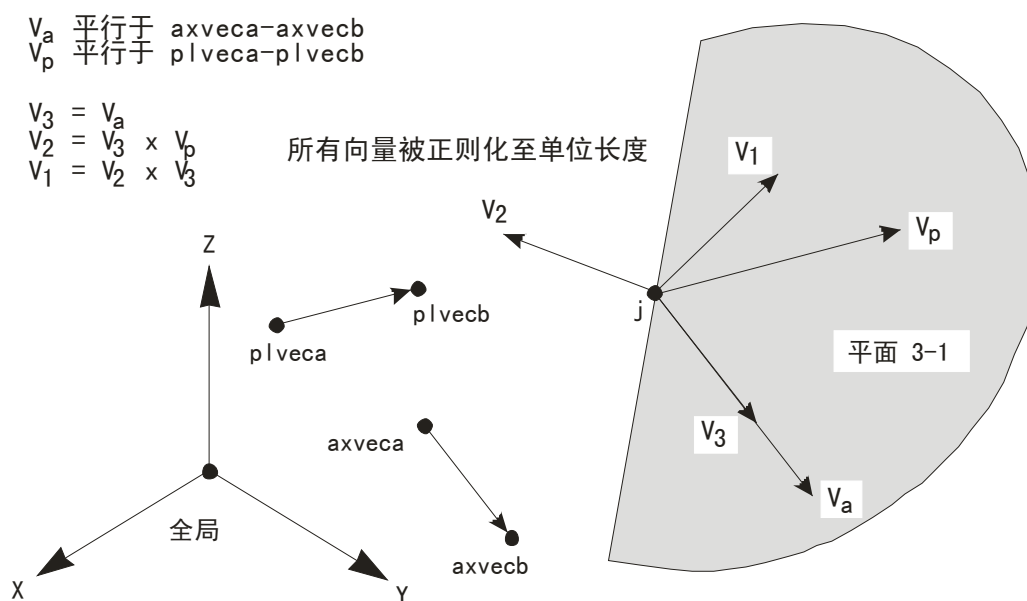 Va 平行于 axveca-axvecb
Vp 平行于 plveca-plvecb
V3 = Va
V2 = V3 x Vp
V1 = V2 x V3
所有向量被正则化至单位长度
V1
V2
Vp
Z
j
plvecb
plveca
平面 3-1
axveca
V3
Va
全局
axvecb
X
Y